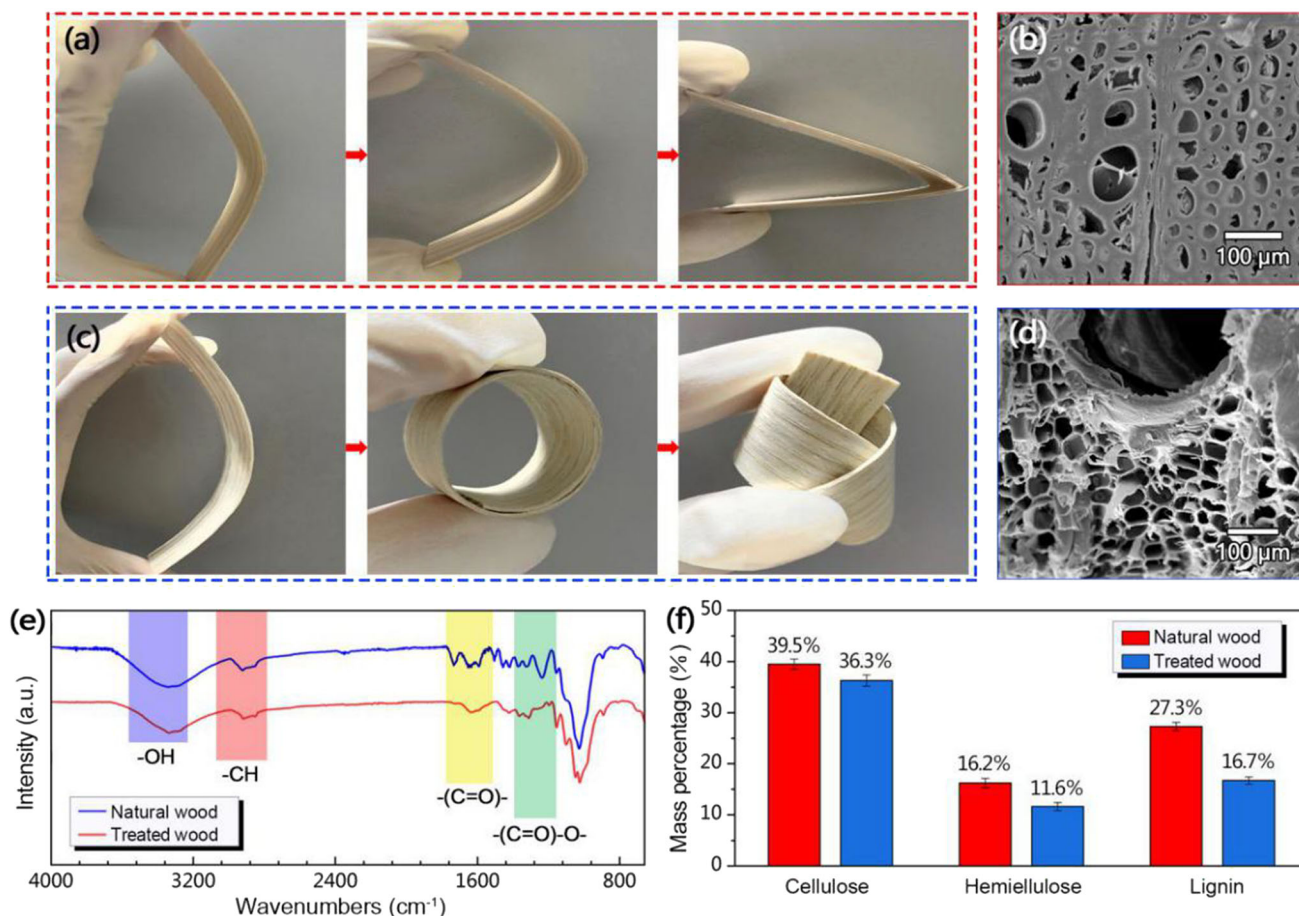 (a)
(b)
100 μm
(c)
(d)
100 μm
(e)
Intensity (a.u.)
-OH
-CH
-(C=O)-
-(C=O)-O-
Natural wood
Treated wood
4000 3200 2400 1600 800
Wavenumbers (cm⁻¹)
(f)
Mass percentage (%)
50
40
30
20
10
0
Natural wood
Treated wood
39.5%
36.3%
16.2%
11.6%
27.3%
16.7%
Cellulose Hemiellulose Lignin